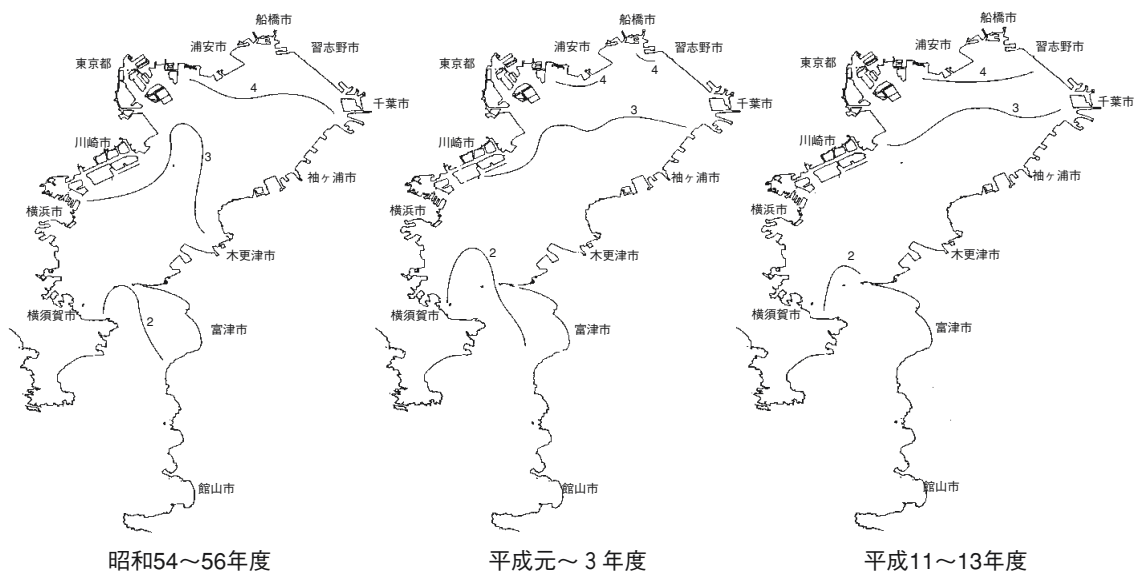 船橋市
浦安市
習志野市
東京都
4
千葉市
川崎市
3
袖ヶ浦市
横浜市
木更津市
横須賀市
2
富津市
館山市
昭和54～56年度
船橋市
浦安市
習志野市
東京都
4
4
千葉市
3
川崎市
袖ヶ浦市
横浜市
2
木更津市
横須賀市
富津市
館山市
平成元～3年度
船橋市
浦安市
習志野市
東京都
4
千葉市
3
川崎市
袖ヶ浦市
横浜市
2
木更津市
横須賀市
富津市
館山市
平成11～13年度